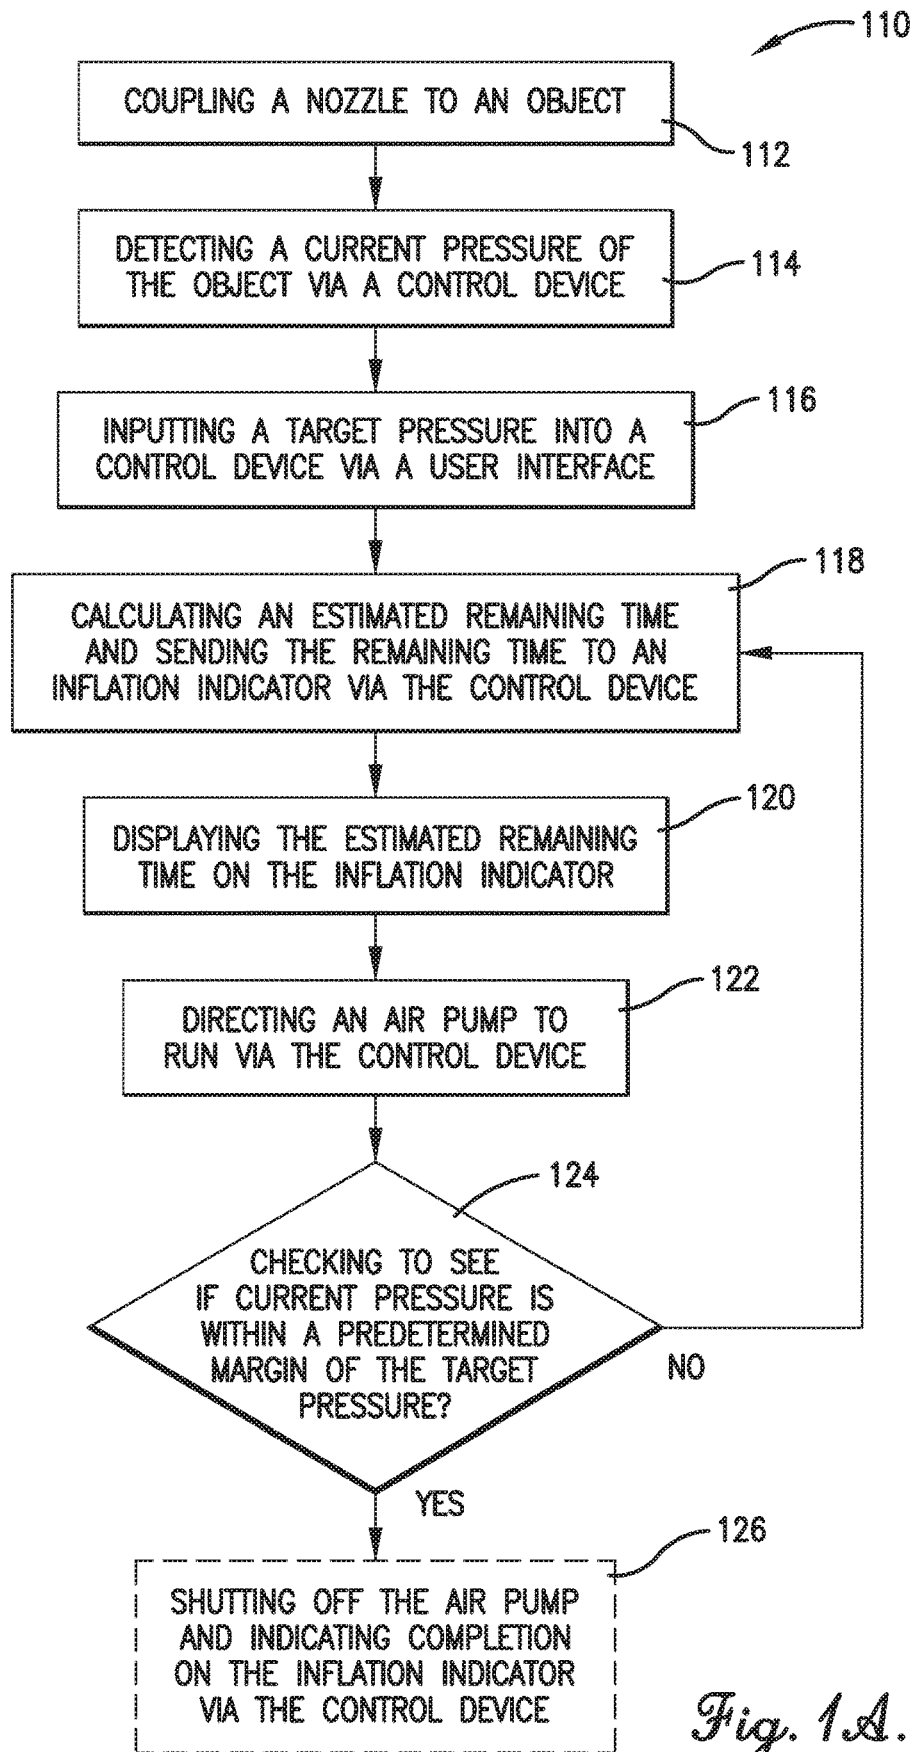 110
COUPLING A NOZZLE TO AN OBJECT
112
DETECTING A CURRENT PRESSURE OF
THE OBJECT VIA A CONTROL DEVICE
114
INPUTTING A TARGET PRESSURE INTO A
CONTROL DEVICE VIA A USER INTERFACE
116
CALCULATING AN ESTIMATED REMAINING TIME
AND SENDING THE REMAINING TIME TO AN
INFLATION INDICATOR VIA THE CONTROL DEVICE
118
DISPLAYING THE ESTIMATED REMAINING
TIME ON THE INFLATION INDICATOR
120
DIRECTING AN AIR PUMP TO
RUN VIA THE CONTROL DEVICE
122
CHECKING TO SEE
IF CURRENT PRESSURE IS
WITHIN A PREDETERMINED
MARGIN OF THE TARGET
PRESSURE?
124
NO
YES
SHUTTING OFF THE AIR PUMP
AND INDICATING COMPLETION
ON THE INFLATION INDICATOR
VIA THE CONTROL DEVICE
126
Fig. 1A.